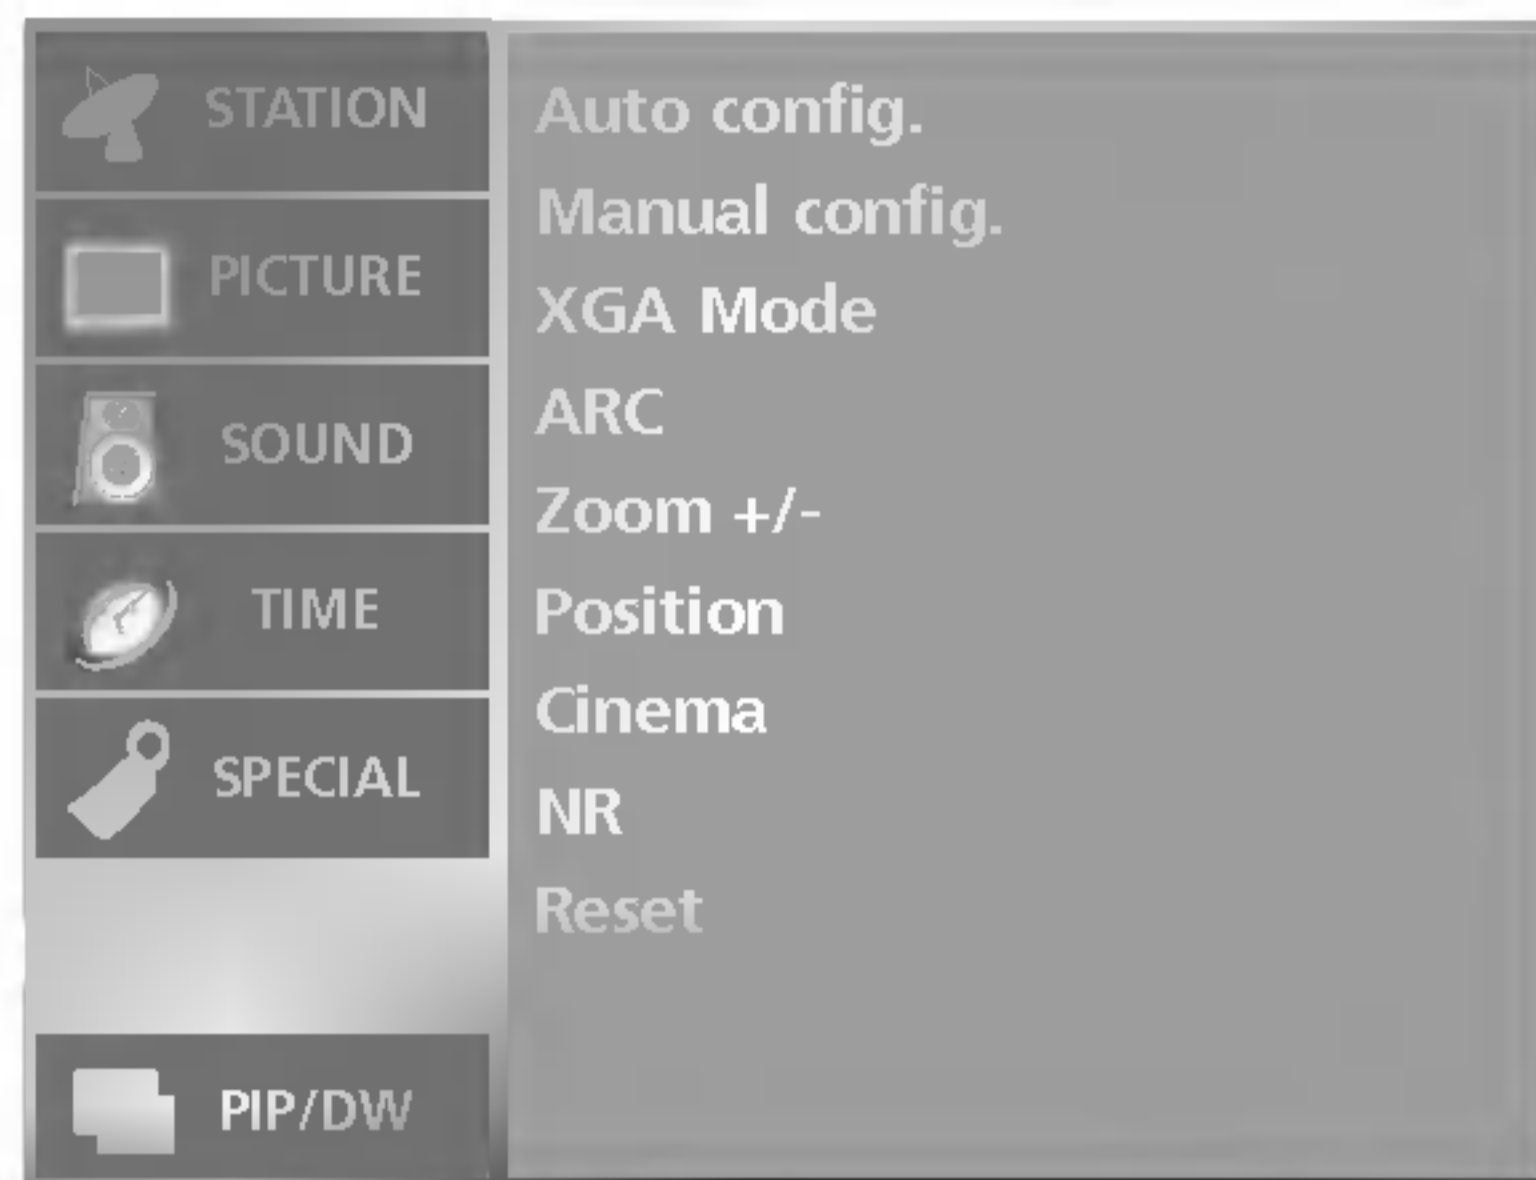 STATION
PICTURE
SOUND
TIME
SPECIAL
PIP/DW
Auto config.
Manual config.
XGA Mode
ARC
Zoom +/-
Position
Cinema
NR
Reset